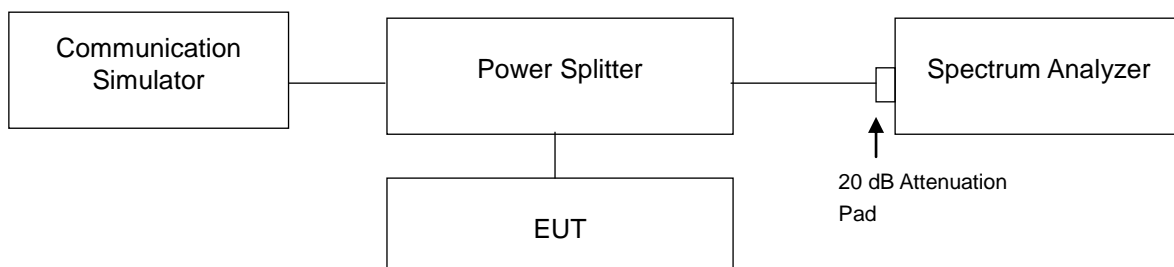 Communication
Simulator
Power Splitter
Spectrum Analyzer
20 dB Attenuation
Pad
EUT